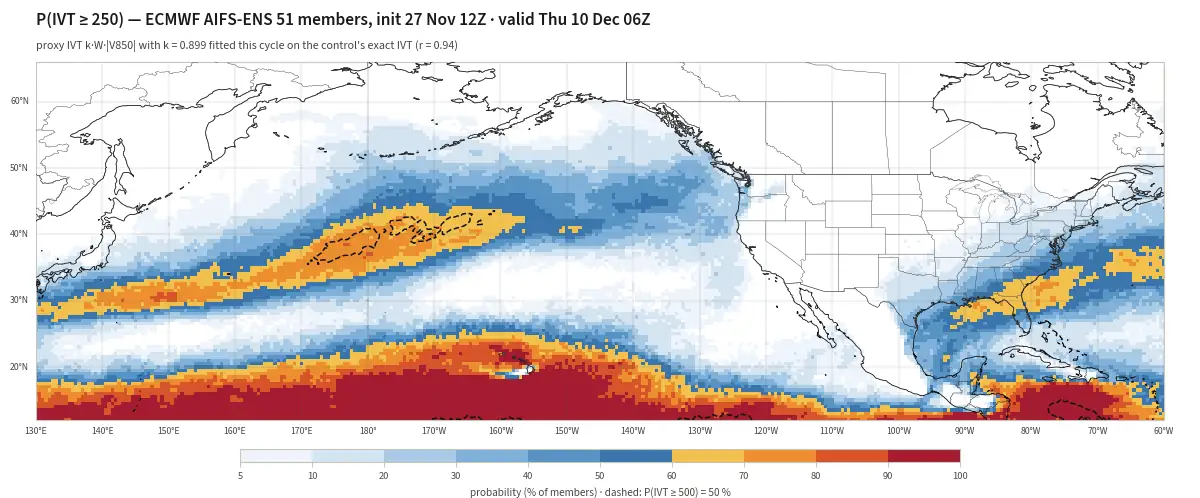 P(IVT ≥ 250) — ECMWF AIFS-ENS 51 members, init 27 Nov 12Z · valid Thu 10 Dec 06Z
proxy IVT k·W·|V850| with k = 0.899 fitted this cycle on the control's exact IVT (r = 0.94)
60°N
50°N
40°N
30°N
20°N
130°E 140°E 150°E 160°E 170°E 180° 170°W 160°W 150°W 140°W 130°W 120°W 110°W 100°W 90°W 80°W 70°W 60°W
5 10 20 30 40 50 60 70 80 90 100
probability (% of members) · dashed: P(IVT ≥ 500) = 50 %